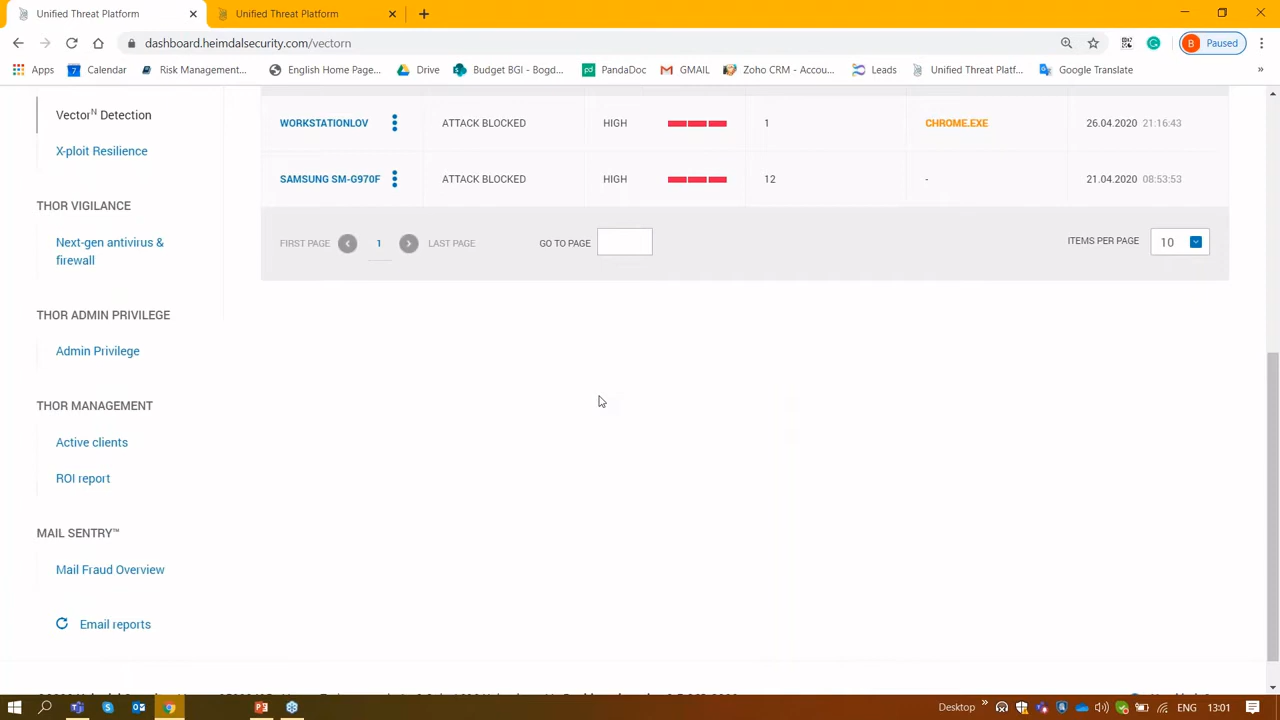 Unified Threat Platform
Unified Threat Platform
dashboard.heimdalsecurity.com/vectorn
B Paused
Apps
7 Calendar
Risk Management...
English Home Page...
Drive
Budget BGI - Bogd...
pd PandaDoc
GMAIL
Zoho CRM - Accou...
Leads
Unified Threat Platf...
Google Translate
»
Vectorᴺ Detection
X-ploit Resilience
THOR VIGILANCE
Next-gen antivirus &
firewall
THOR ADMIN PRIVILEGE
Admin Privilege
THOR MANAGEMENT
Active clients
ROI report
MAIL SENTRY™
Mail Fraud Overview
Email reports
WORKSTATIONLOV ATTACK BLOCKED HIGH 1 CHROME.EXE 26.04.2020 21:16:43
SAMSUNG SM-G970F ATTACK BLOCKED HIGH 12 - 21.04.2020 08:53:53
FIRST PAGE 1 LAST PAGE GO TO PAGE ITEMS PER PAGE 10
Desktop » ENG 13:01